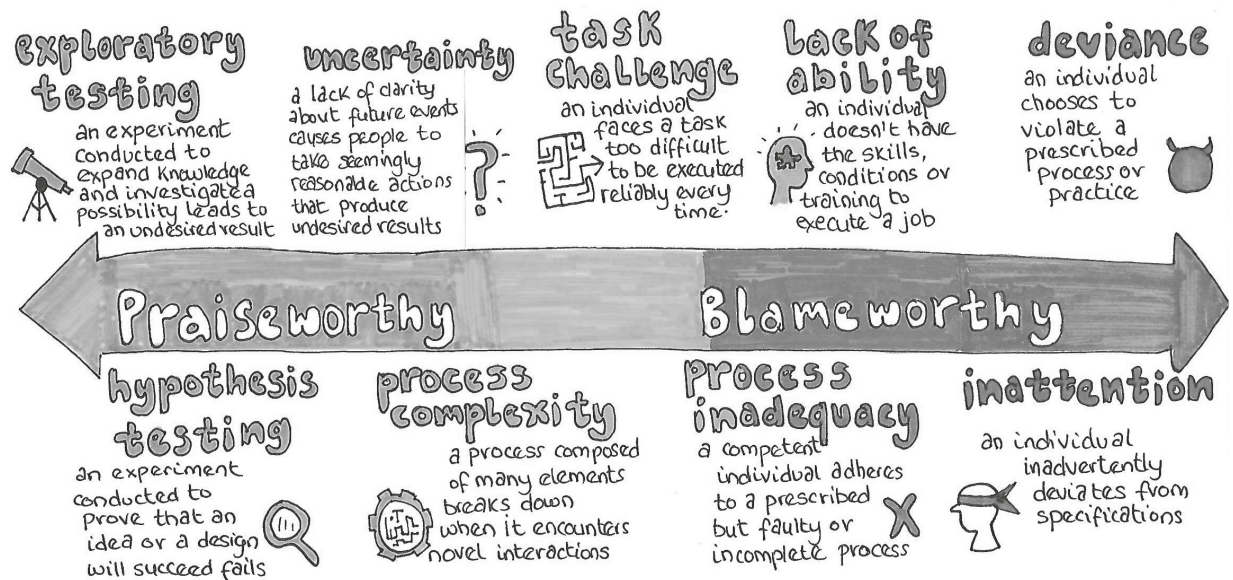 exploratory
testing
an experiment
conducted to
expand knowledge
and investigate a
possibility leads to
an undesired result
uncertainty
a lack of clarity
about future events
causes people to
take seemingly
reasonable actions
that produce
undesired results
task
challenge
an individual
faces a task
too difficult
to be executed
reliably every
time.
Lack of
ability
an individual
doesn't have
the skills,
conditions or
training to
execute a job
deviance
an individual
chooses to
violate a
prescribed
process or
practice
Praiseworthy
Blameworthy
hypothesis
testing
an experiment
conducted to
prove that an
idea or a design
will succeed fails
process
complexity
a process composed
of many elements
breaks down
when it encounters
novel interactions
process
inadequacy
a competent
individual adheres
to a prescribed
but faulty or
incomplete process
inattention
an individual
inadvertently
deviates from
specifications